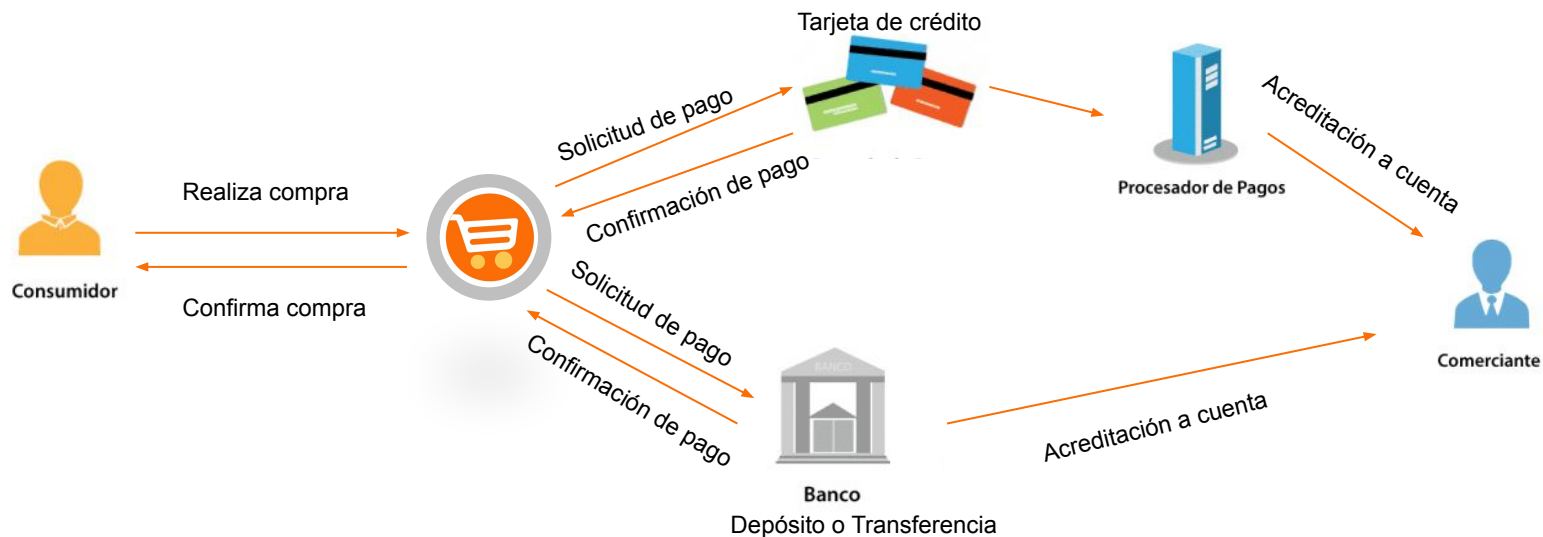 Tarjeta de crédito
Solicitud de pago
Confirmación de pago
Acreditación a cuenta
Procesador de Pagos
Realiza compra
Confirma compra
Consumidor
Solicitud de pago
Confirmación de pago
BANCO
Banco
Depósito o Transferencia
Acreditación a cuenta
Comerciante